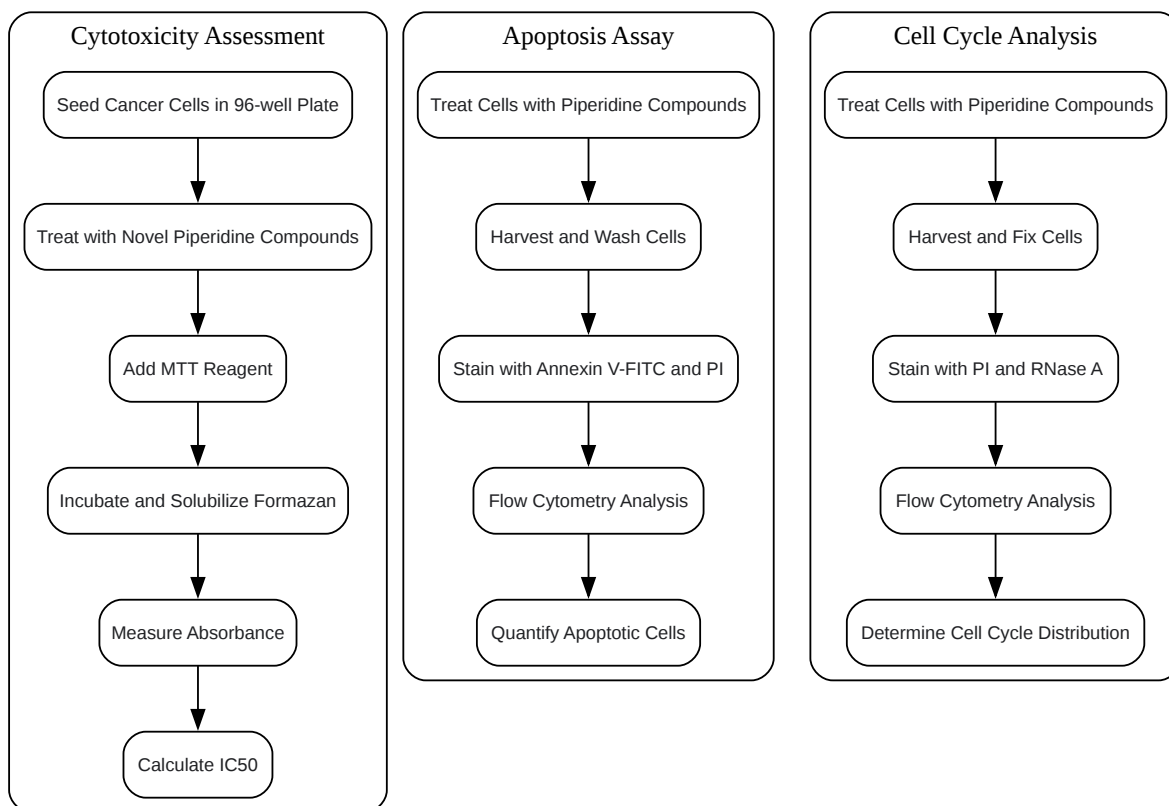 Cytotoxicity Assessment
Seed Cancer Cells in 96-well Plate
Treat with Novel Piperidine Compounds
Add MTT Reagent
Incubate and Solubilize Formazan
Measure Absorbance
Calculate IC50
Apoptosis Assay
Treat Cells with Piperidine Compounds
Harvest and Wash Cells
Stain with Annexin V-FITC and PI
Flow Cytometry Analysis
Quantify Apoptotic Cells
Cell Cycle Analysis
Treat Cells with Piperidine Compounds
Harvest and Fix Cells
Stain with PI and RNase A
Flow Cytometry Analysis
Determine Cell Cycle Distribution